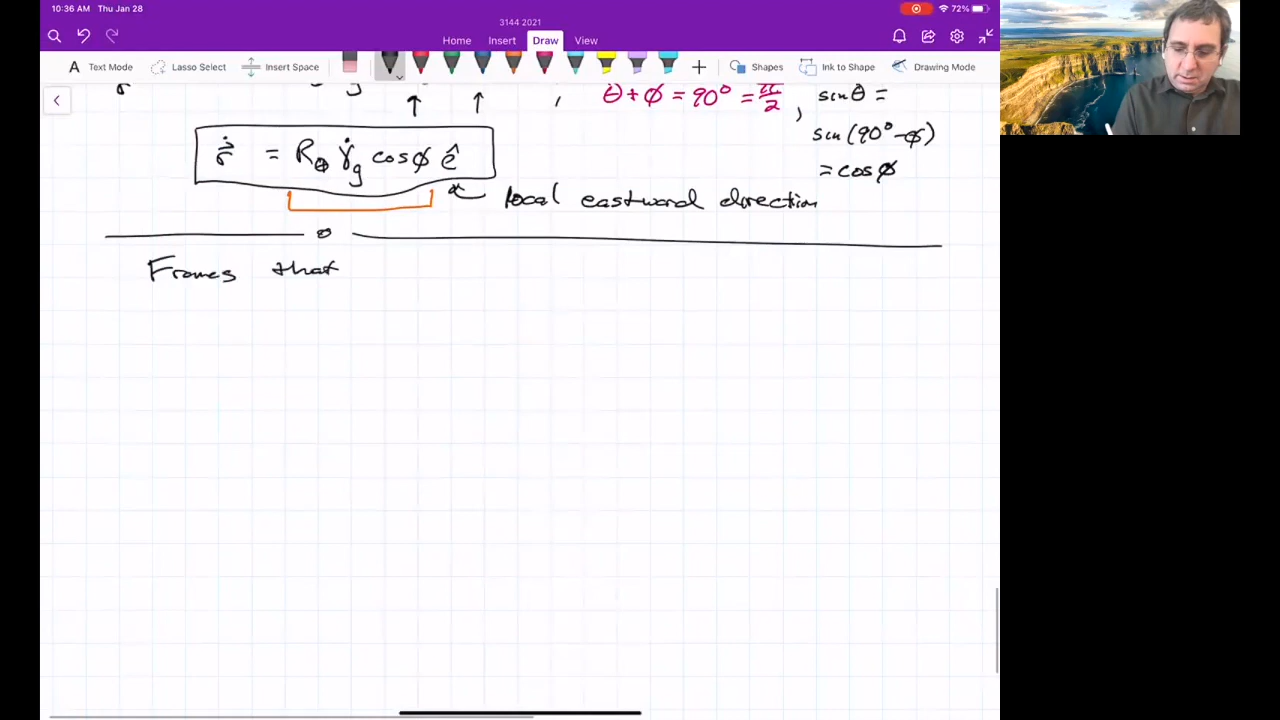 10:36 AM Thu Jan 28
72%
3144 2021
Home Insert Draw View
A Text Mode Lasso Select Insert Space Shapes Ink to Shape Drawing Mode
θ + φ = 90° = π/2 , sin θ =
sin(90° - φ)
= cos φ
r⃗̇ = R⊕ γ̇g cos φ ê
local eastward direction
Frames that